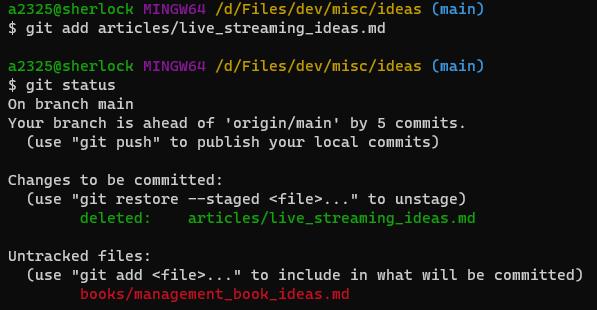 a2325@sherlock MINGW64 /d/Files/dev/misc/ideas (main)
$ git add articles/live_streaming_ideas.md
a2325@sherlock MINGW64 /d/Files/dev/misc/ideas (main)
$ git status
On branch main
Your branch is ahead of 'origin/main' by 5 commits.
  (use "git push" to publish your local commits)
Changes to be committed:
  (use "git restore --staged <file>..." to unstage)
        deleted:    articles/live_streaming_ideas.md
Untracked files:
  (use "git add <file>..." to include in what will be committed)
        books/management_book_ideas.md